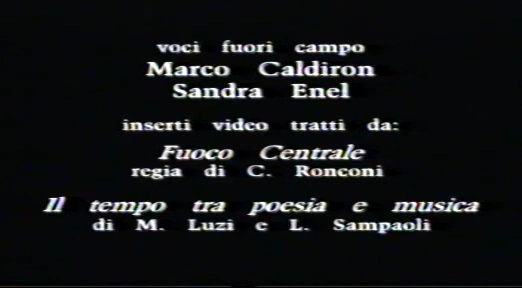 voci fuori campo
Marco Caldiron
Sandra Enel
inserti video tratti da:
Fuoco Centrale
regia di C. Ronconi
Il tempo tra poesia e musica
di M. Luzi e L. Sampaoli